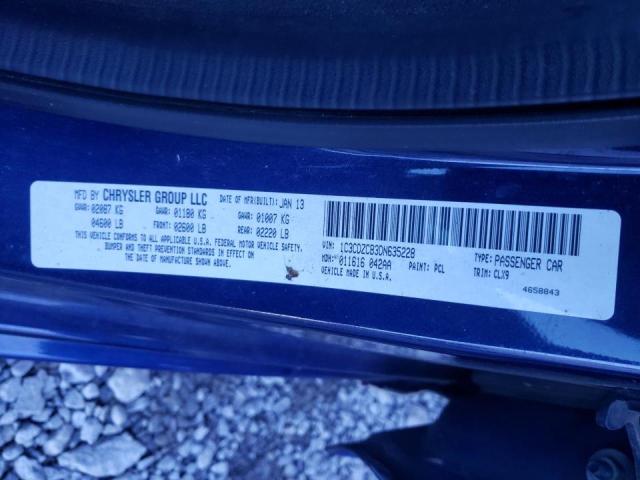 MFD BY CHRYSLER GROUP LLC DATE OF MFR(BUILT): JAN 13
GVWR: 02087 KG GAWR: 01180 KG GAWR: 01007 KG
04600 LB FRONT: 02600 LB REAR: 02220 LB
THIS VEHICLE CONFORMS TO ALL APPLICABLE U.S.A. FEDERAL MOTOR VEHICLE SAFETY,
BUMPER AND THEFT PREVENTION STANDARDS IN EFFECT ON
THE DATE OF MANUFACTURE SHOWN ABOVE.
VIN: 1C3CDZCB3DN635228 TYPE: PASSENGER CAR
MDH: 011616 042AA PAINT: PCL TRIM: CLX9
VEHICLE MADE IN U.S.A.
4658843